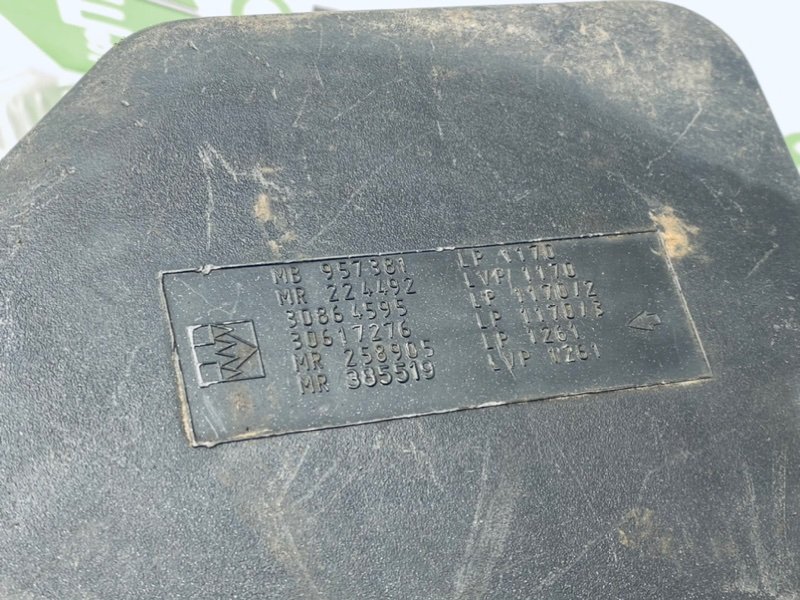 MB 957381 LP 1170
MR 224492 LVP 1170
30864595 LP 1170/2
30617276 LP 1170/3
MR 258905 LP 1261
MR 385519 LVP 1261